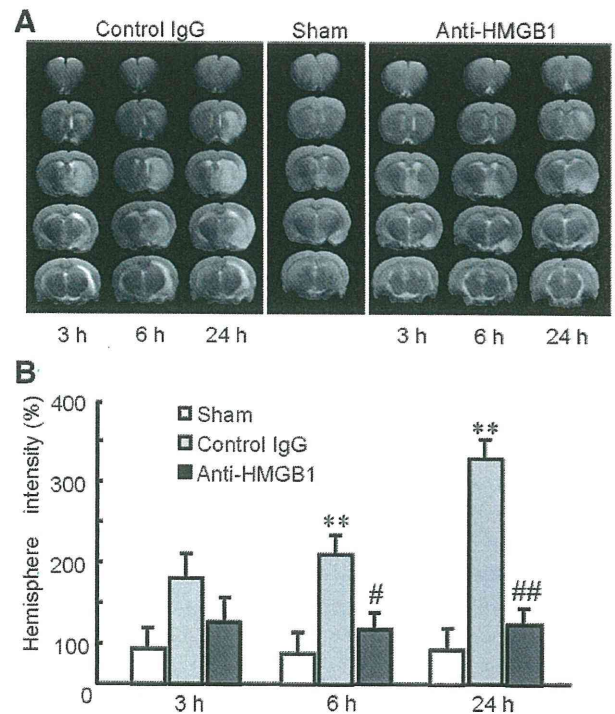 A
Control IgG Sham Anti-HMGB1
3 h 6 h 24 h 3 h 6 h 24 h
B
Hemisphere intensity (%)
400
300
200
100
0
Sham
Control IgG
Anti-HMGB1
**
#
**
##
3 h 6 h 24 h